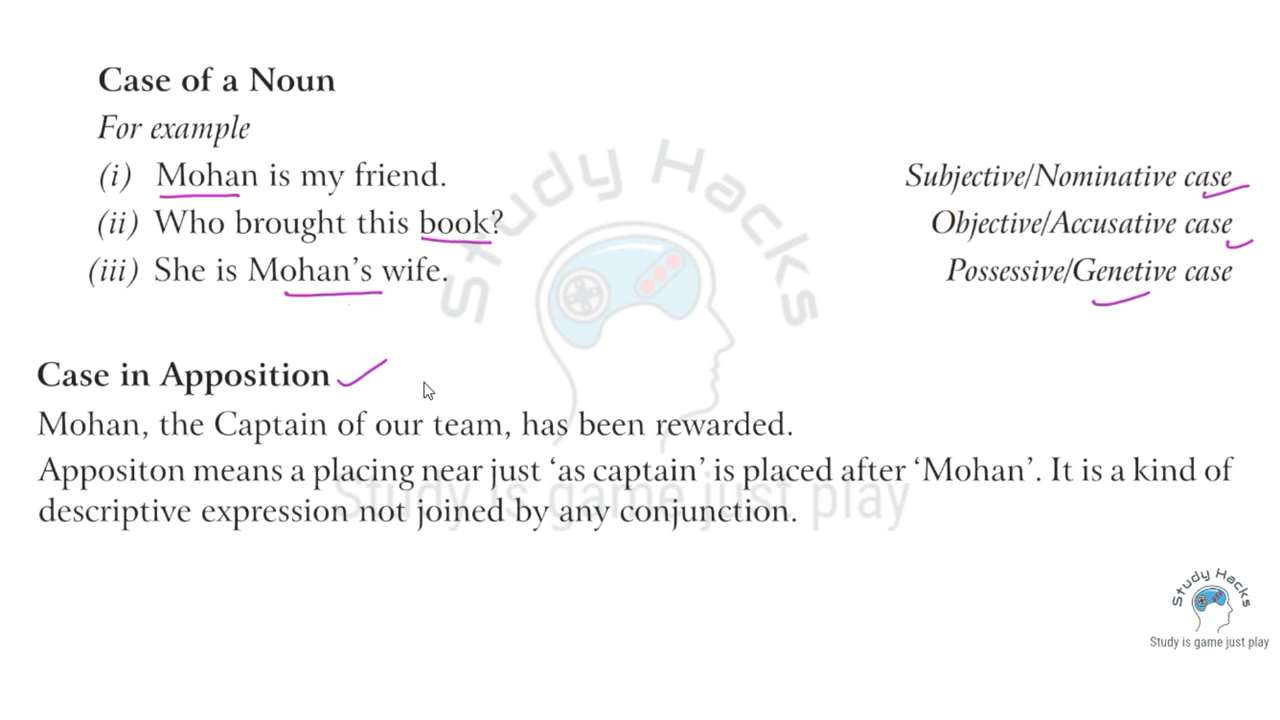 Case of a Noun
For example
(i) Mohan is my friend. Subjective/Nominative case
(ii) Who brought this book? Objective/Accusative case
(iii) She is Mohan's wife. Possessive/Genetive case
Case in Apposition
Mohan, the Captain of our team, has been rewarded.
Appositon means a placing near just 'as captain' is placed after 'Mohan'. It is a kind of
descriptive expression not joined by any conjunction.
Study Hacks
Study is game just play
Study Hacks
Study is game just play